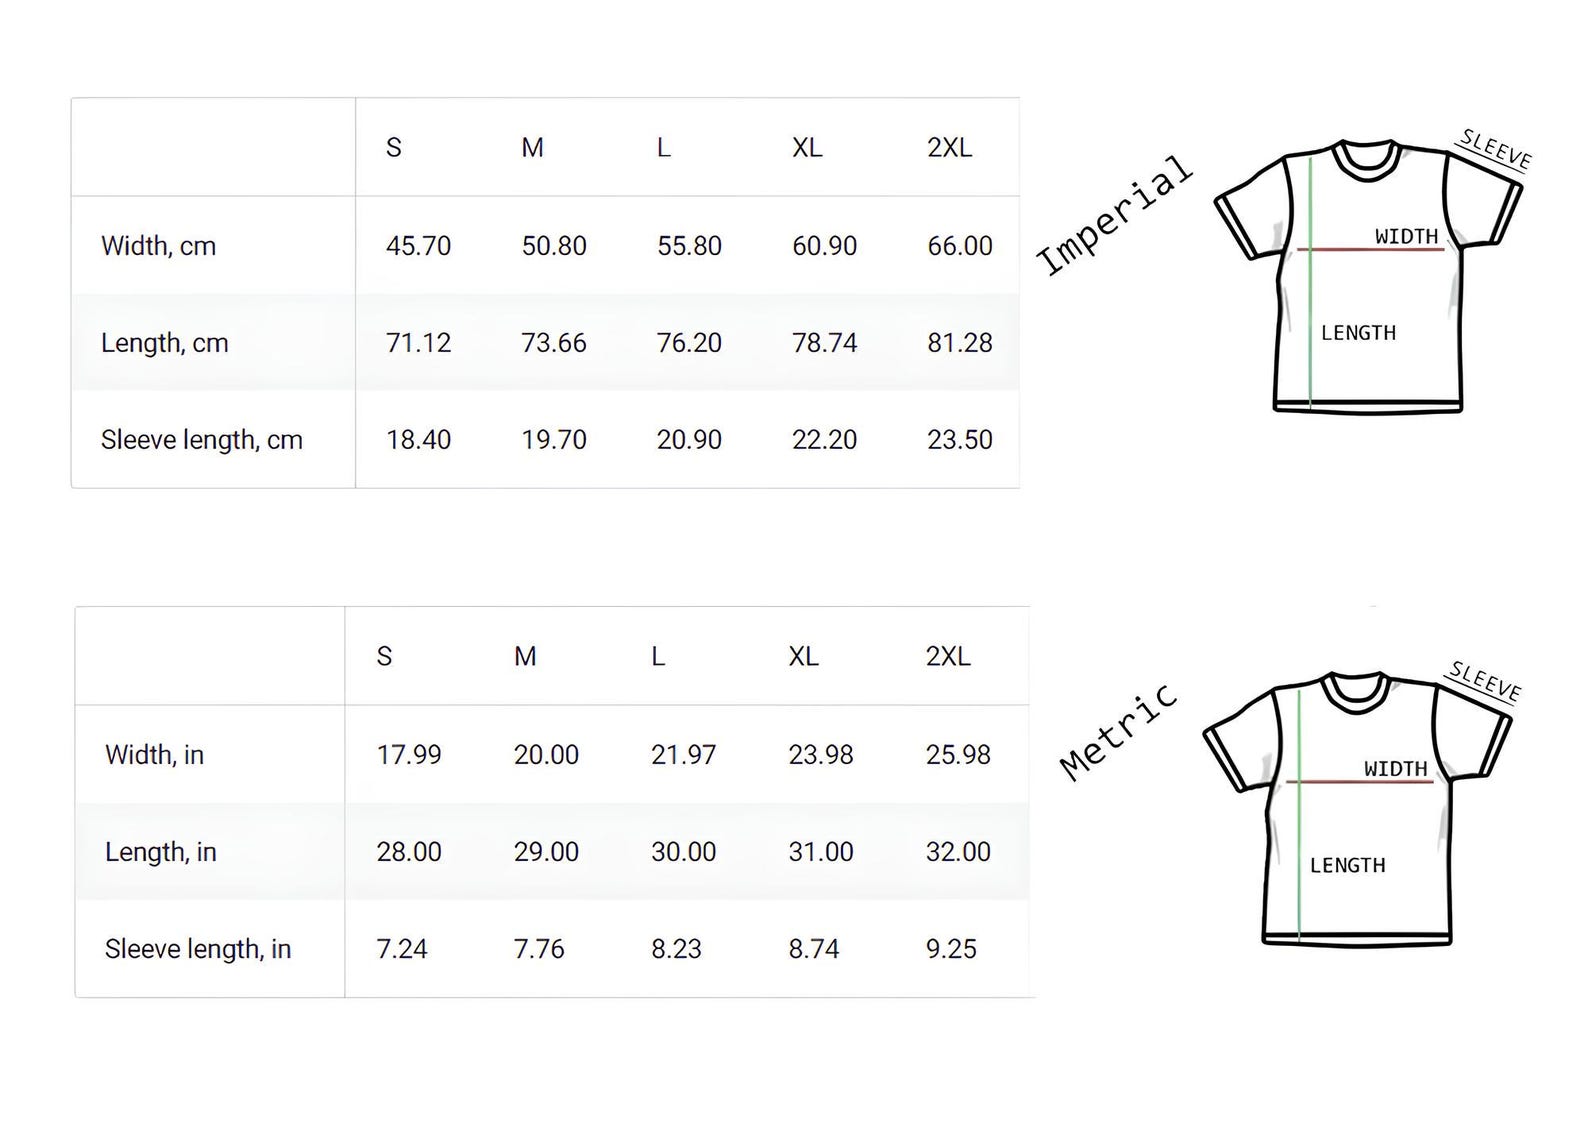 S M L XL 2XL
Width, cm 45.70 50.80 55.80 60.90 66.00
Length, cm 71.12 73.66 76.20 78.74 81.28
Sleeve length, cm 18.40 19.70 20.90 22.20 23.50
Imperial
SLEEVE
WIDTH
LENGTH
S M L XL 2XL
Width, in 17.99 20.00 21.97 23.98 25.98
Length, in 28.00 29.00 30.00 31.00 32.00
Sleeve length, in 7.24 7.76 8.23 8.74 9.25
Metric
SLEEVE
WIDTH
LENGTH